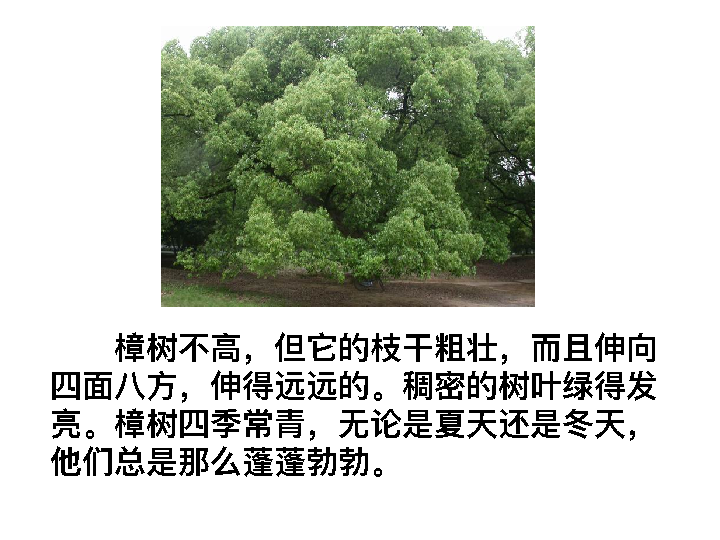 樟树不高，但它的枝干粗壮，而且伸向
四面八方，伸得远远的。稠密的树叶绿得发
亮。樟树四季常青，无论是夏天还是冬天，
他们总是那么蓬蓬勃勃。